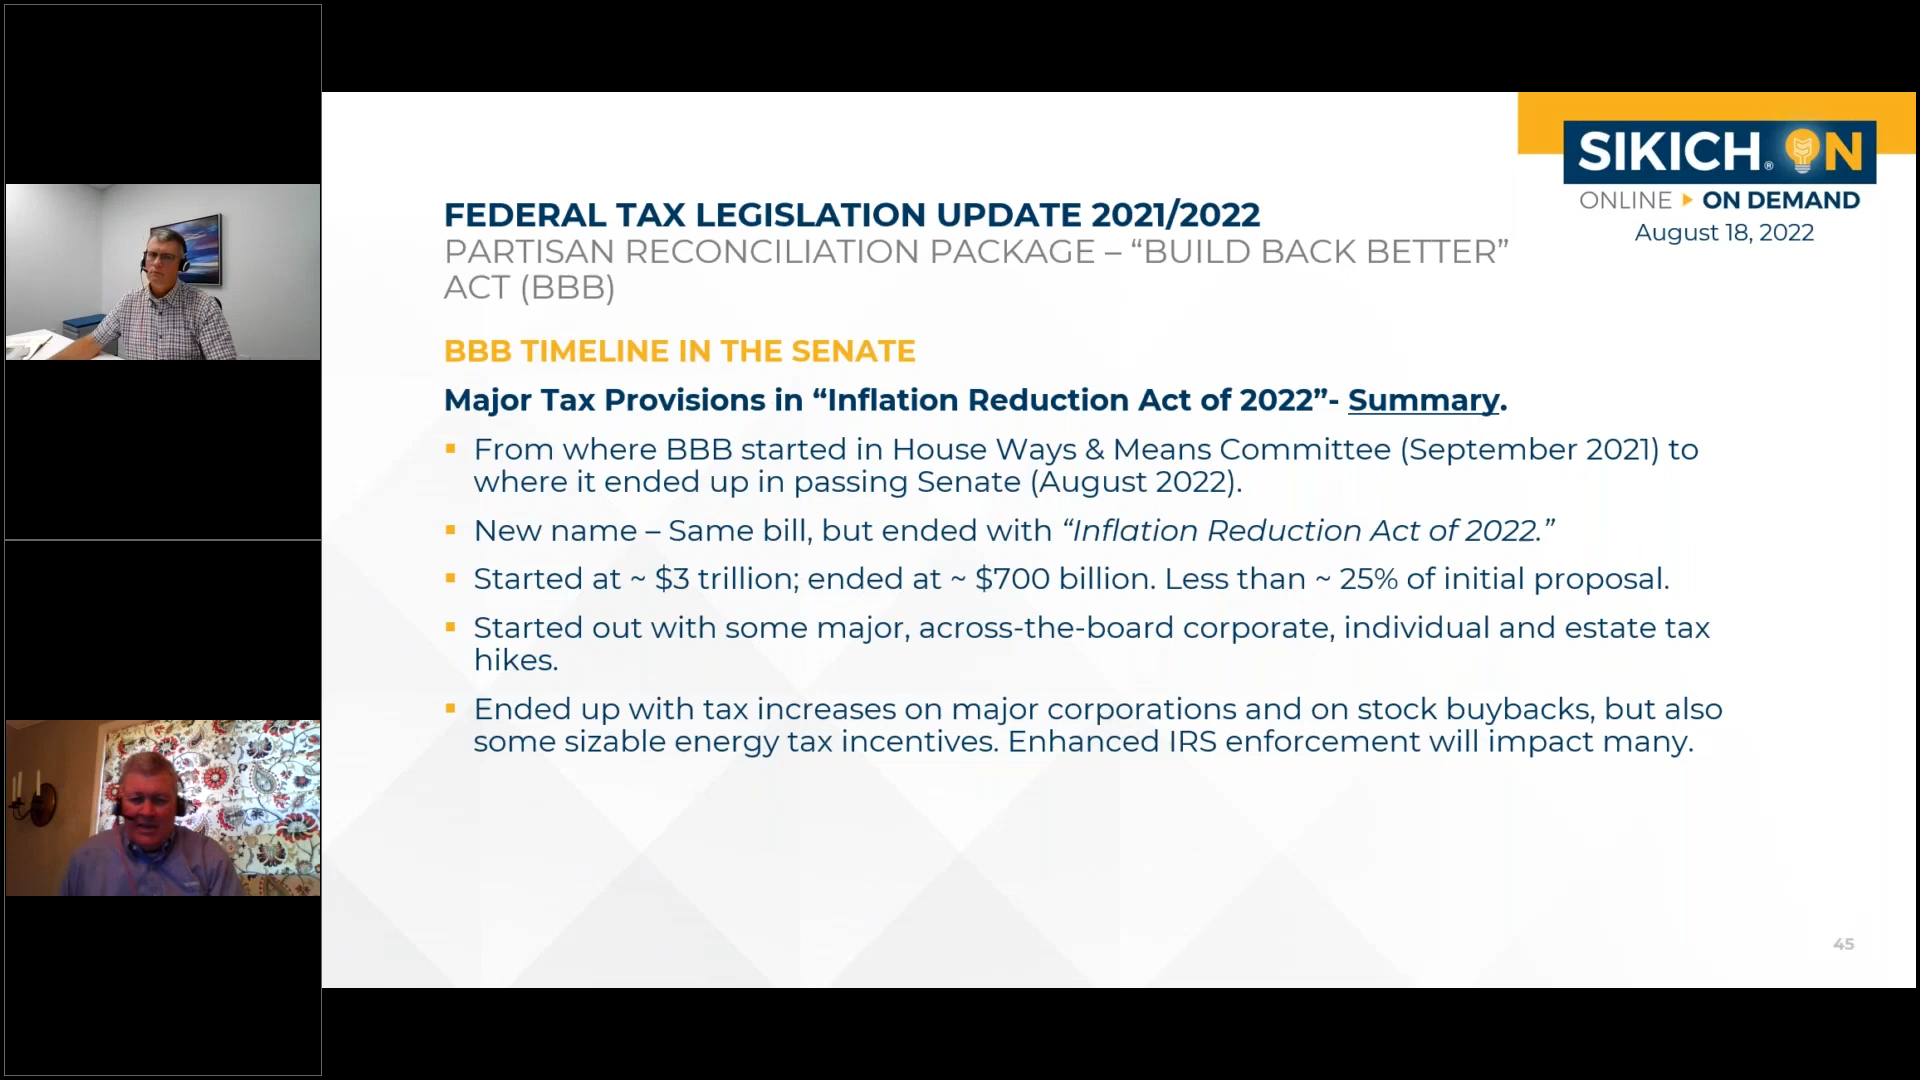 SIKICH® ON
ONLINE ▸ ON DEMAND
August 18, 2022
FEDERAL TAX LEGISLATION UPDATE 2021/2022
PARTISAN RECONCILIATION PACKAGE – “BUILD BACK BETTER”
ACT (BBB)
BBB TIMELINE IN THE SENATE
Major Tax Provisions in “Inflation Reduction Act of 2022”- Summary.
▪ From where BBB started in House Ways & Means Committee (September 2021) to
where it ended up in passing Senate (August 2022).
▪ New name – Same bill, but ended with “Inflation Reduction Act of 2022.”
▪ Started at ~ $3 trillion; ended at ~ $700 billion. Less than ~ 25% of initial proposal.
▪ Started out with some major, across-the-board corporate, individual and estate tax
hikes.
▪ Ended up with tax increases on major corporations and on stock buybacks, but also
some sizable energy tax incentives. Enhanced IRS enforcement will impact many.
45